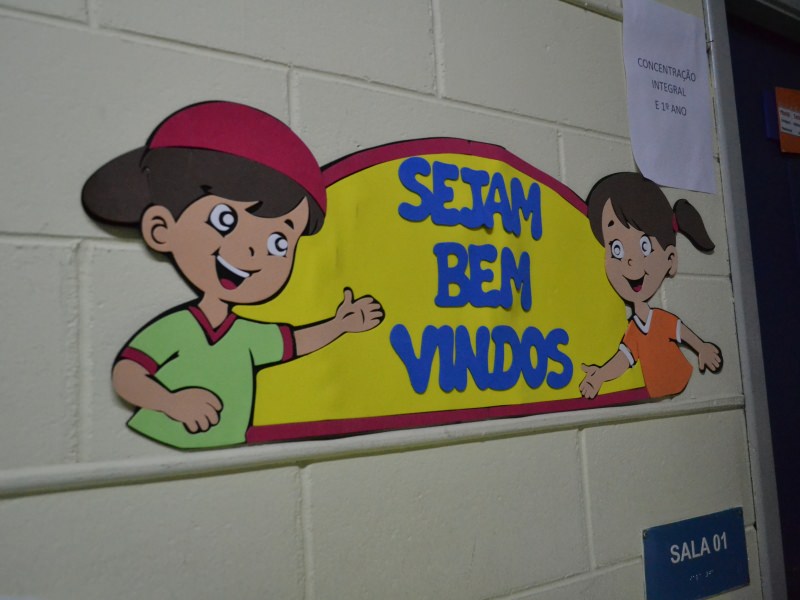 CONCENTRAÇÃO
INTEGRAL
E 1º ANO
SEJAM
BEM
VINDOS
SALA 01